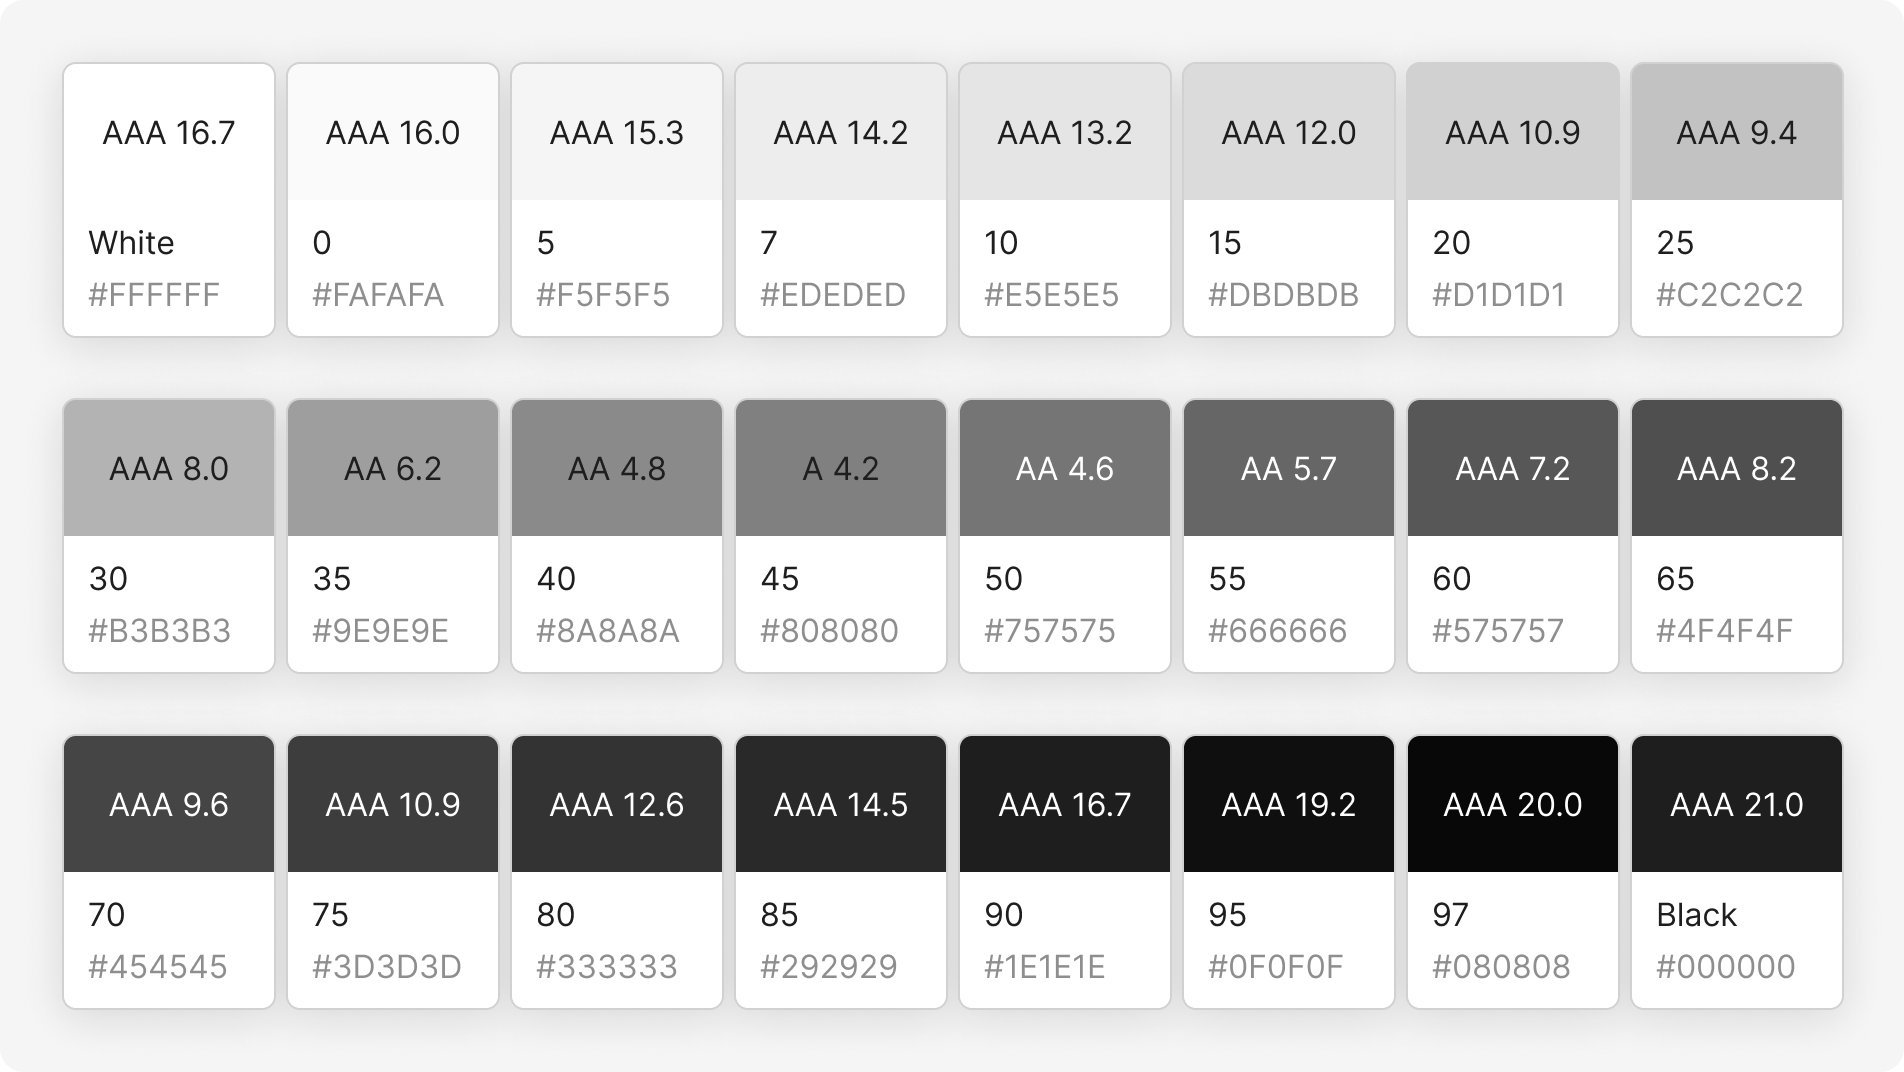 AAA 16.7
White
#FFFFFF
AAA 16.0
0
#FAFAFA
AAA 15.3
5
#F5F5F5
AAA 14.2
7
#EDEDED
AAA 13.2
10
#E5E5E5
AAA 12.0
15
#DBDBDB
AAA 10.9
20
#D1D1D1
AAA 9.4
25
#C2C2C2
AAA 8.0
30
#B3B3B3
AA 6.2
35
#9E9E9E
AA 4.8
40
#8A8A8A
A 4.2
45
#808080
AA 4.6
50
#757575
AA 5.7
55
#666666
AAA 7.2
60
#575757
AAA 8.2
65
#4F4F4F
AAA 9.6
70
#454545
AAA 10.9
75
#3D3D3D
AAA 12.6
80
#333333
AAA 14.5
85
#292929
AAA 16.7
90
#1E1E1E
AAA 19.2
95
#0F0F0F
AAA 20.0
97
#080808
AAA 21.0
Black
#000000